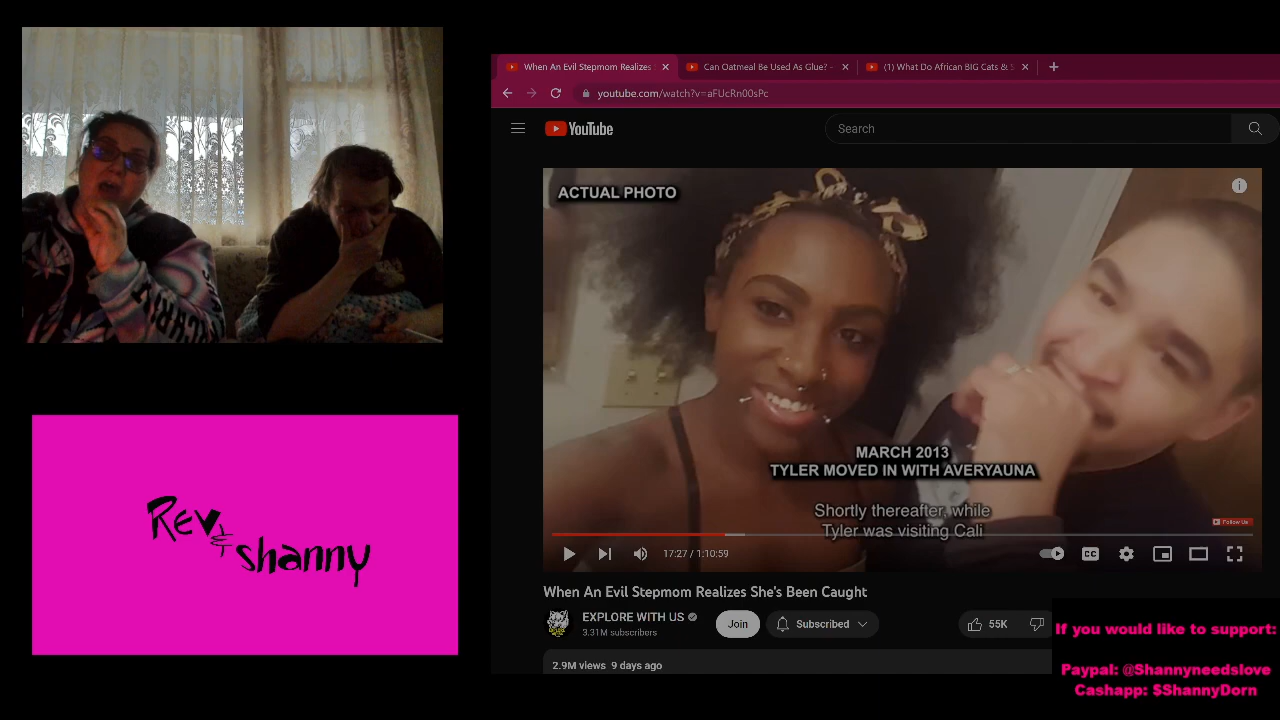 When An Evil Stepmom Realizes
Can Oatmeal Be Used As Glue? -
(1) What Do African BIG Cats & S
youtube.com/watch?v=aFUcRn00sPc
YouTube
Search
ACTUAL PHOTO
MARCH 2013
TYLER MOVED IN WITH AVERYAUNA
Shortly thereafter, while
Tyler was visiting Cali
Follow Us
17:27 / 1:10:59
CC
When An Evil Stepmom Realizes She's Been Caught
EXPLORE WITH US
3.31M subscribers
Join
Subscribed
55K
2.9M views 9 days ago
Rev
&
shanny
If you would like to support:
Paypal: @Shannyneedslove
Cashapp: $ShannyDorn